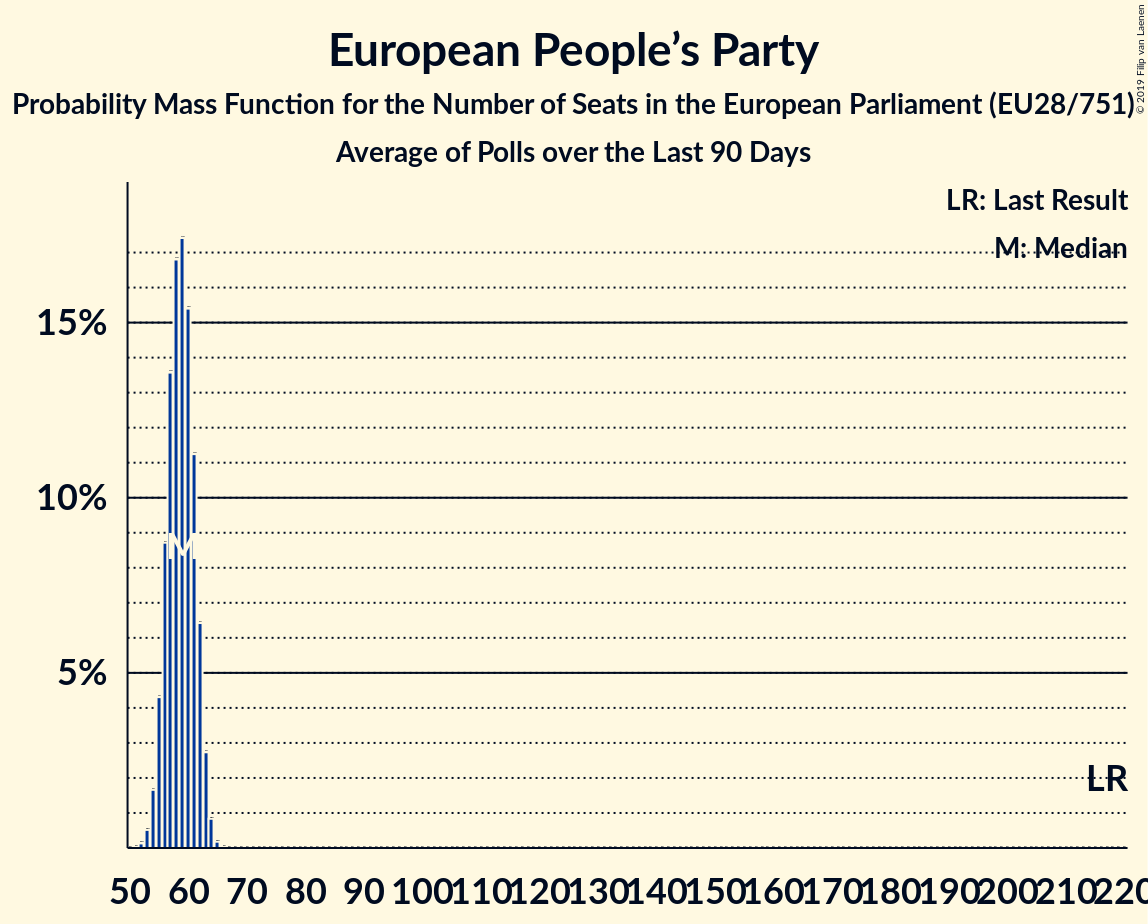 European People’s Party
Probability Mass Function for the Number of Seats in the European Parliament (EU28/751)
Average of Polls over the Last 90 Days
© 2019 Filip van Laenen
LR: Last Result
M: Median
15%
10%
M
5%
LR
50 60 70 80 90 100 110 120 130 140 150 160 170 180 190 200 210 220